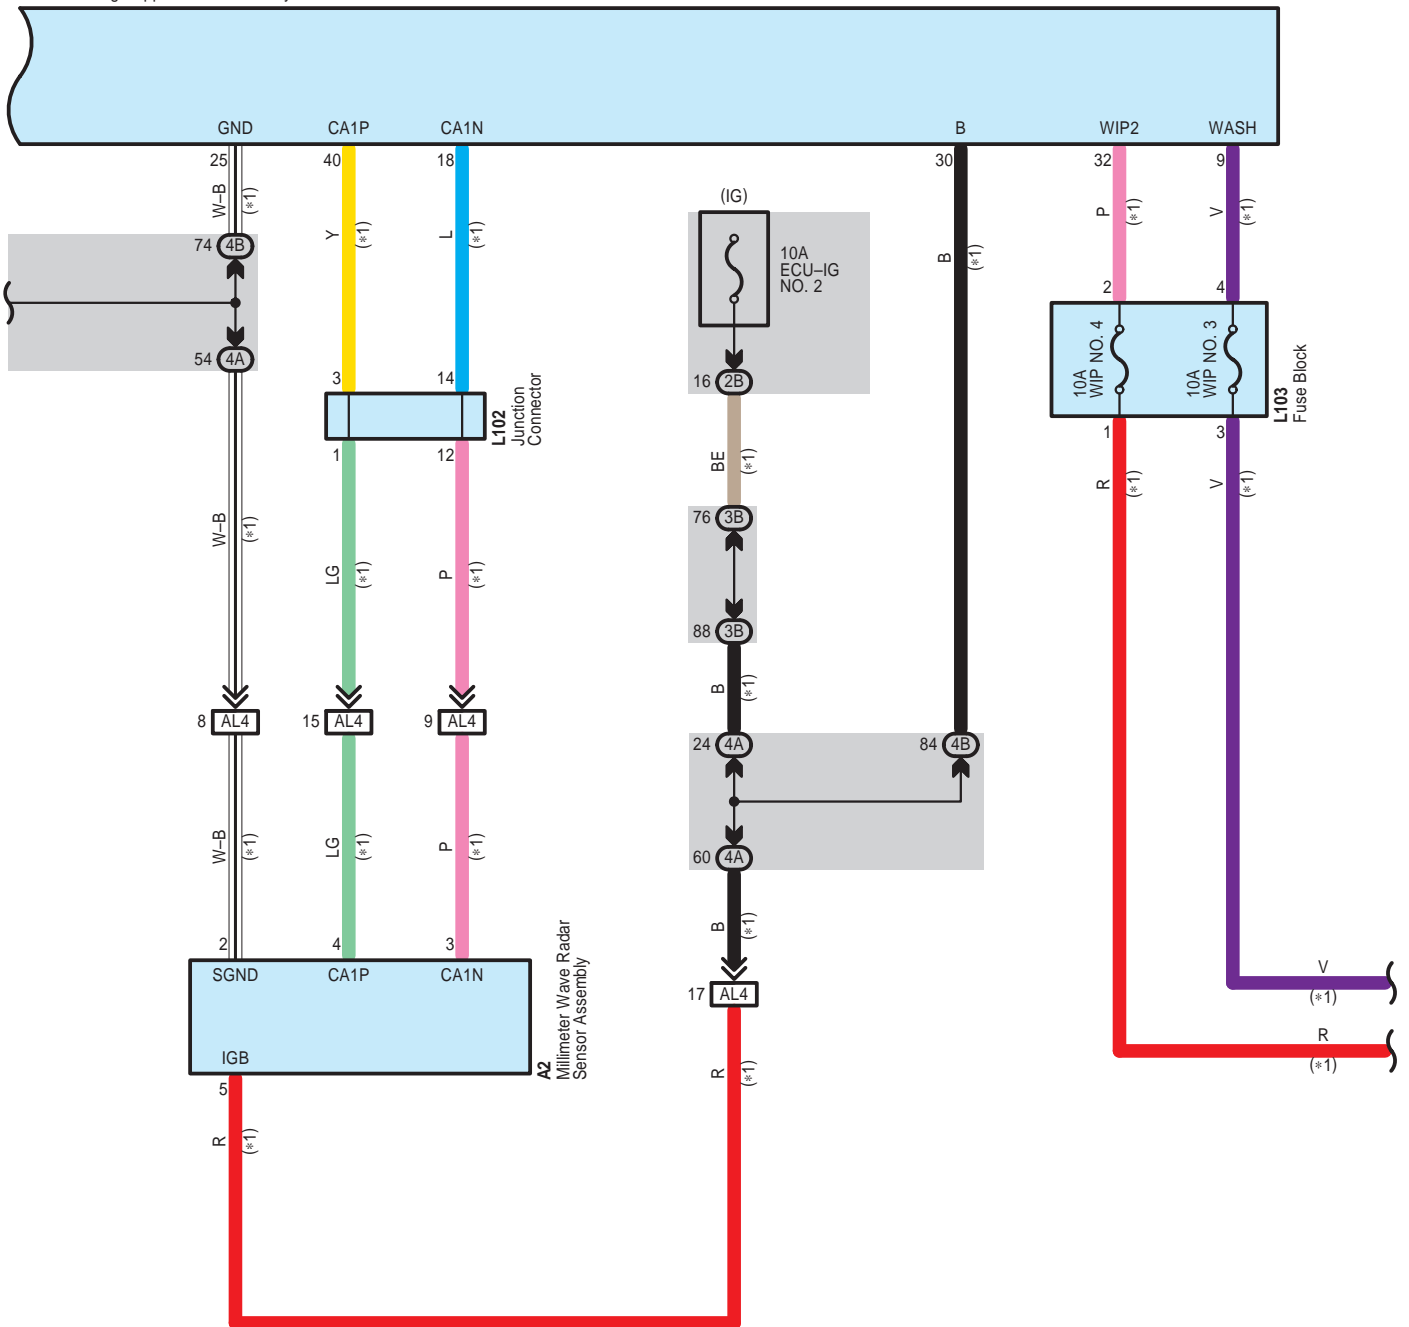 GND CA1P CA1N B WIP2 WASH
25 40 18 30 32 9
W–B (*1)
Y (*1)
L (*1)
B (*1)
P (*1)
V (*1)
(IG)
10A
ECU–IG
NO. 2
74 4B
54 4A
2 4
10A
WIP NO. 4
10A
WIP NO. 3
L103
Fuse Block
16 2B
3 14
L102
Junction
Connector
1 12
1 3
BE (*1)
R (*1)
V (*1)
76 3B
W–B (*1)
LG (*1)
P (*1)
88 3B
B (*1)
8 AL4
15 AL4
9 AL4
24 4A
84 4B
W–B (*1)
LG (*1)
P (*1)
60 4A
B (*1)
2 4 3
SGND CA1P CA1N
IGB
A2
Millimeter Wave Radar
Sensor Assembly
17 AL4
V
(*1)
R
(*1)
5
R (*1)
R (*1)